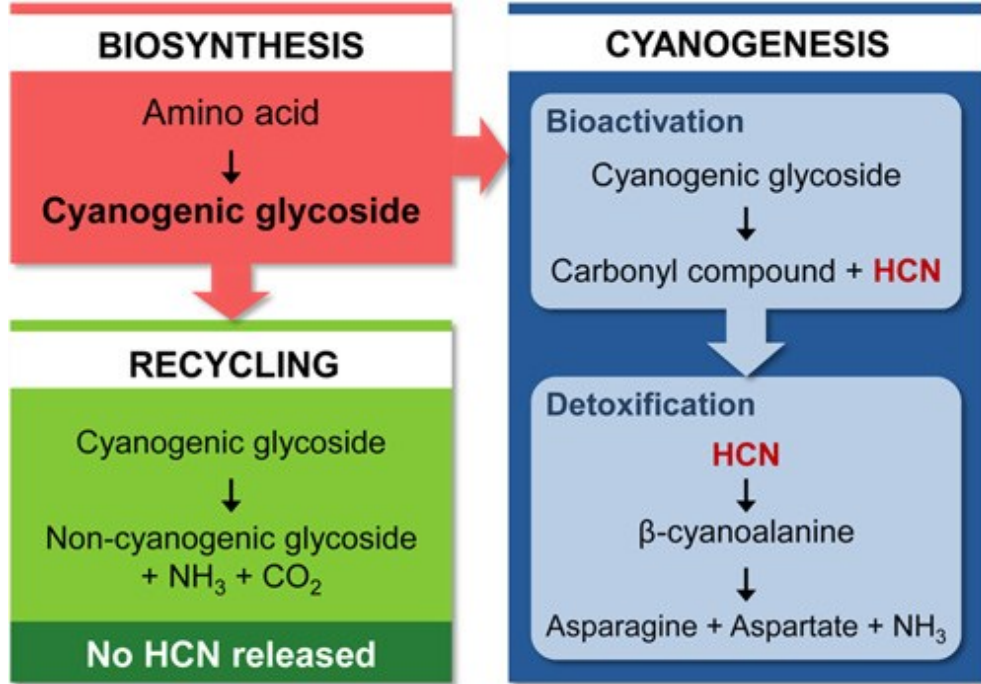 BIOSYNTHESIS
Amino acid
↓
Cyanogenic glycoside
RECYCLING
Cyanogenic glycoside
↓
Non-cyanogenic glycoside
+ NH₃ + CO₂
No HCN released
CYANOGENESIS
Bioactivation
Cyanogenic glycoside
↓
Carbonyl compound + HCN
Detoxification
HCN
↓
β-cyanoalanine
↓
Asparagine + Aspartate + NH₃